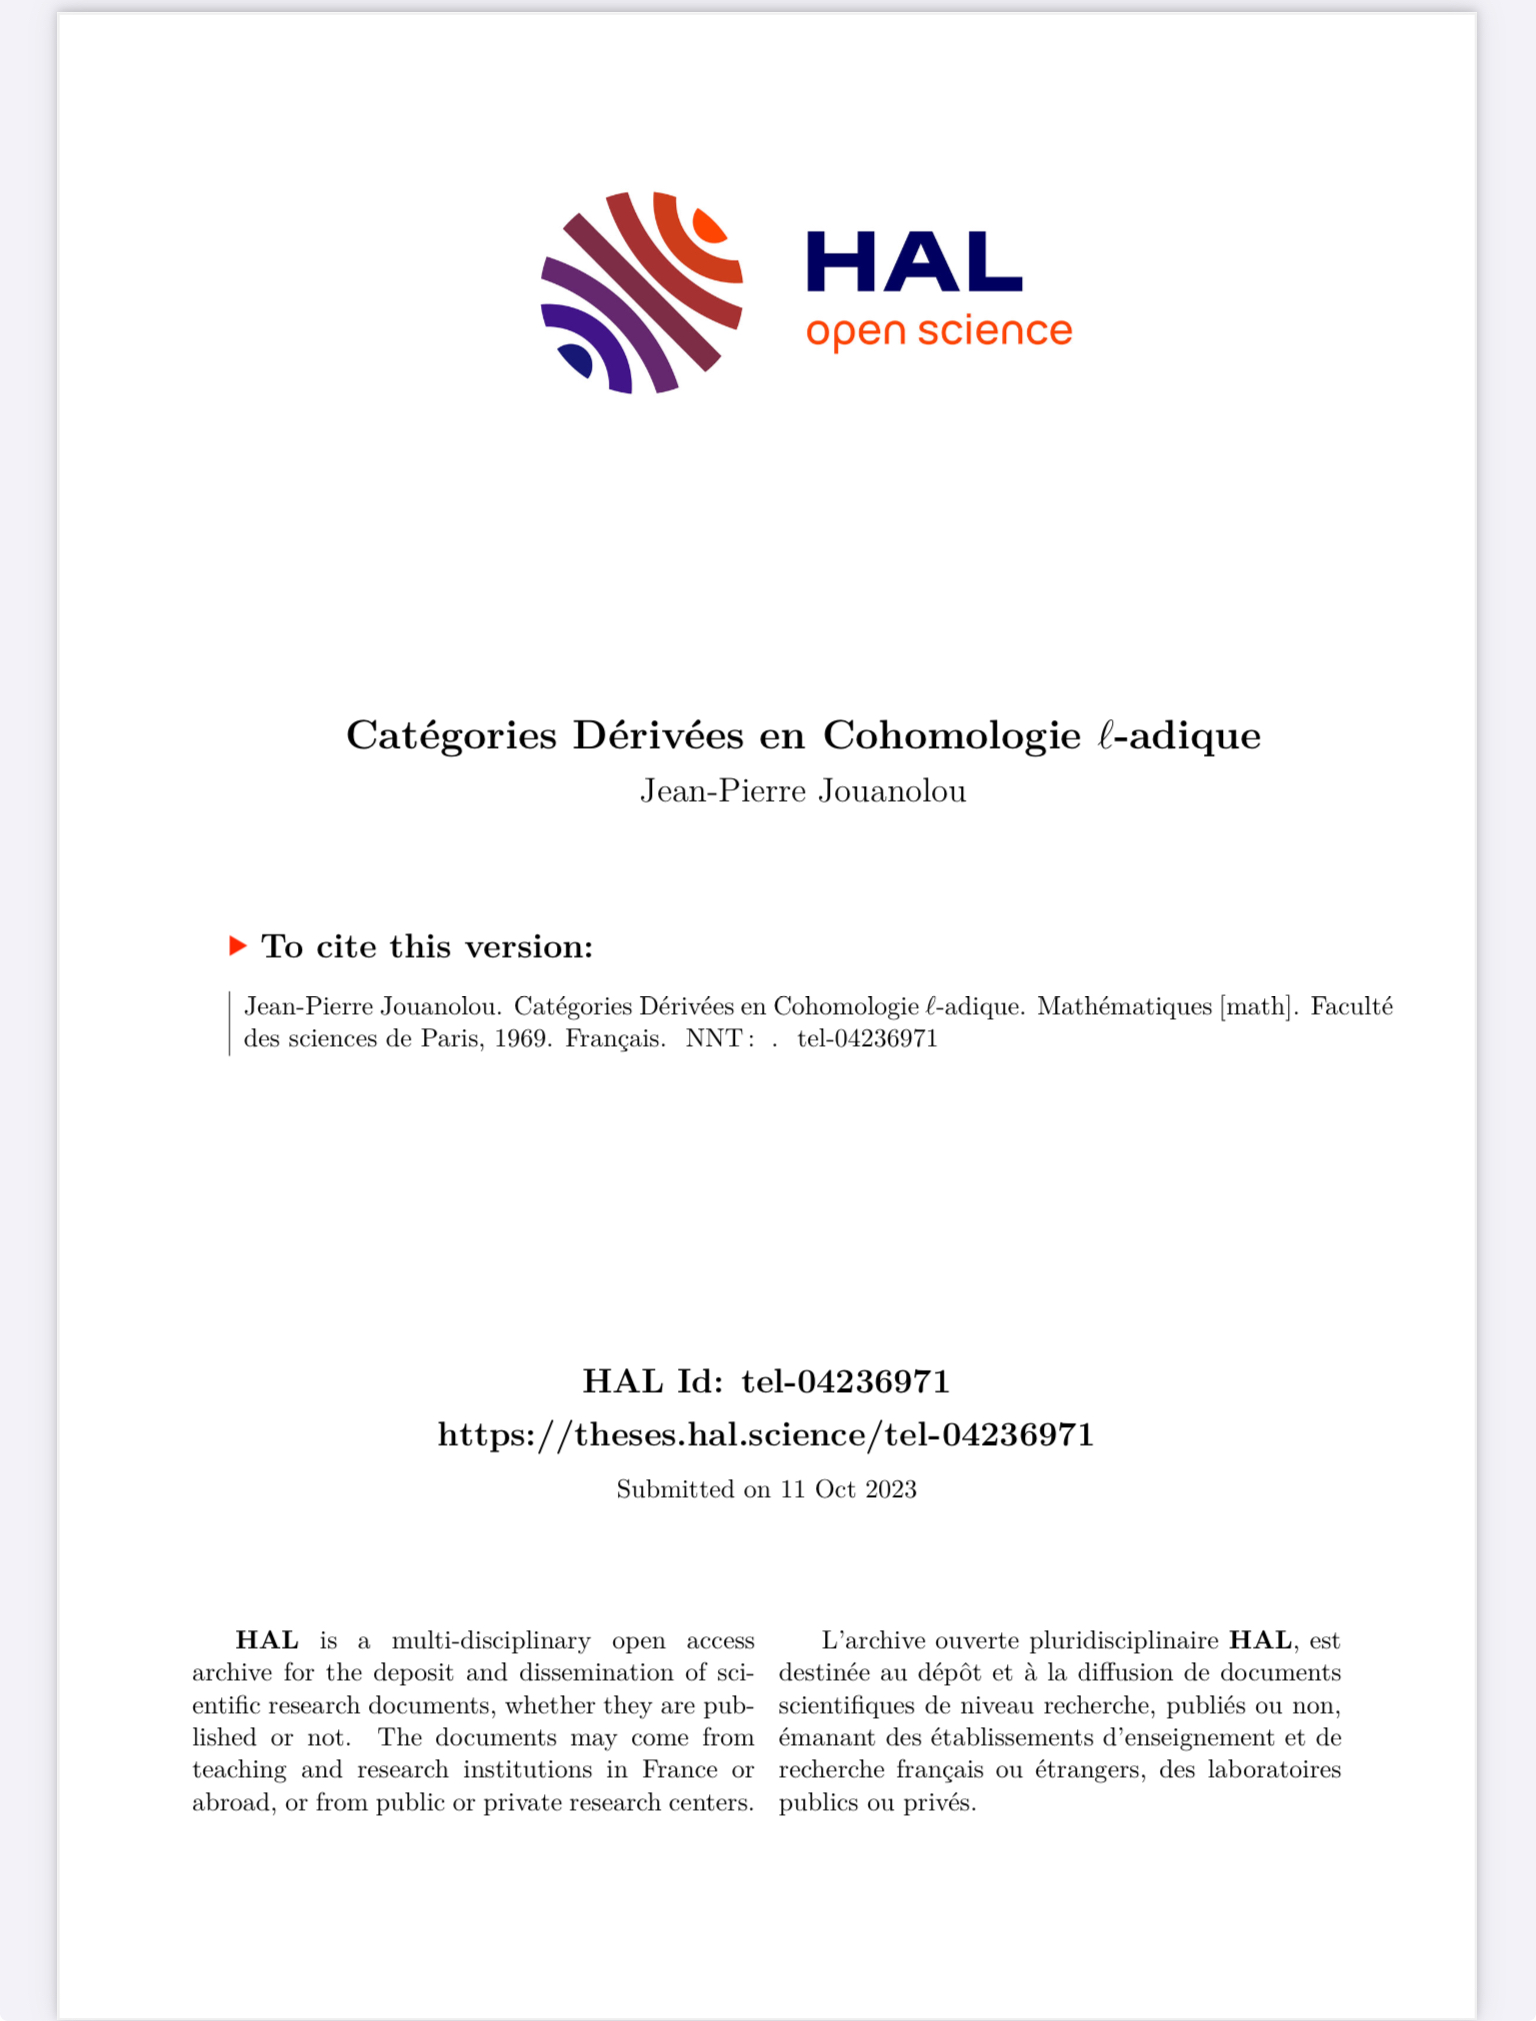 HAL
open science
Catégories Dérivées en Cohomologie ℓ-adique
Jean-Pierre Jouanolou
To cite this version:
Jean-Pierre Jouanolou. Catégories Dérivées en Cohomologie ℓ-adique. Mathématiques [math]. Faculté
des sciences de Paris, 1969. Français. NNT : . tel-04236971
HAL Id: tel-04236971
https://theses.hal.science/tel-04236971
Submitted on 11 Oct 2023
HAL is a multi-disciplinary open access
archive for the deposit and dissemination of sci-
entific research documents, whether they are pub-
lished or not. The documents may come from
teaching and research institutions in France or
abroad, or from public or private research centers.
L'archive ouverte pluridisciplinaire HAL, est
destinée au dépôt et à la diffusion de documents
scientifiques de niveau recherche, publiés ou non,
émanant des établissements d'enseignement et de
recherche français ou étrangers, des laboratoires
publics ou privés.